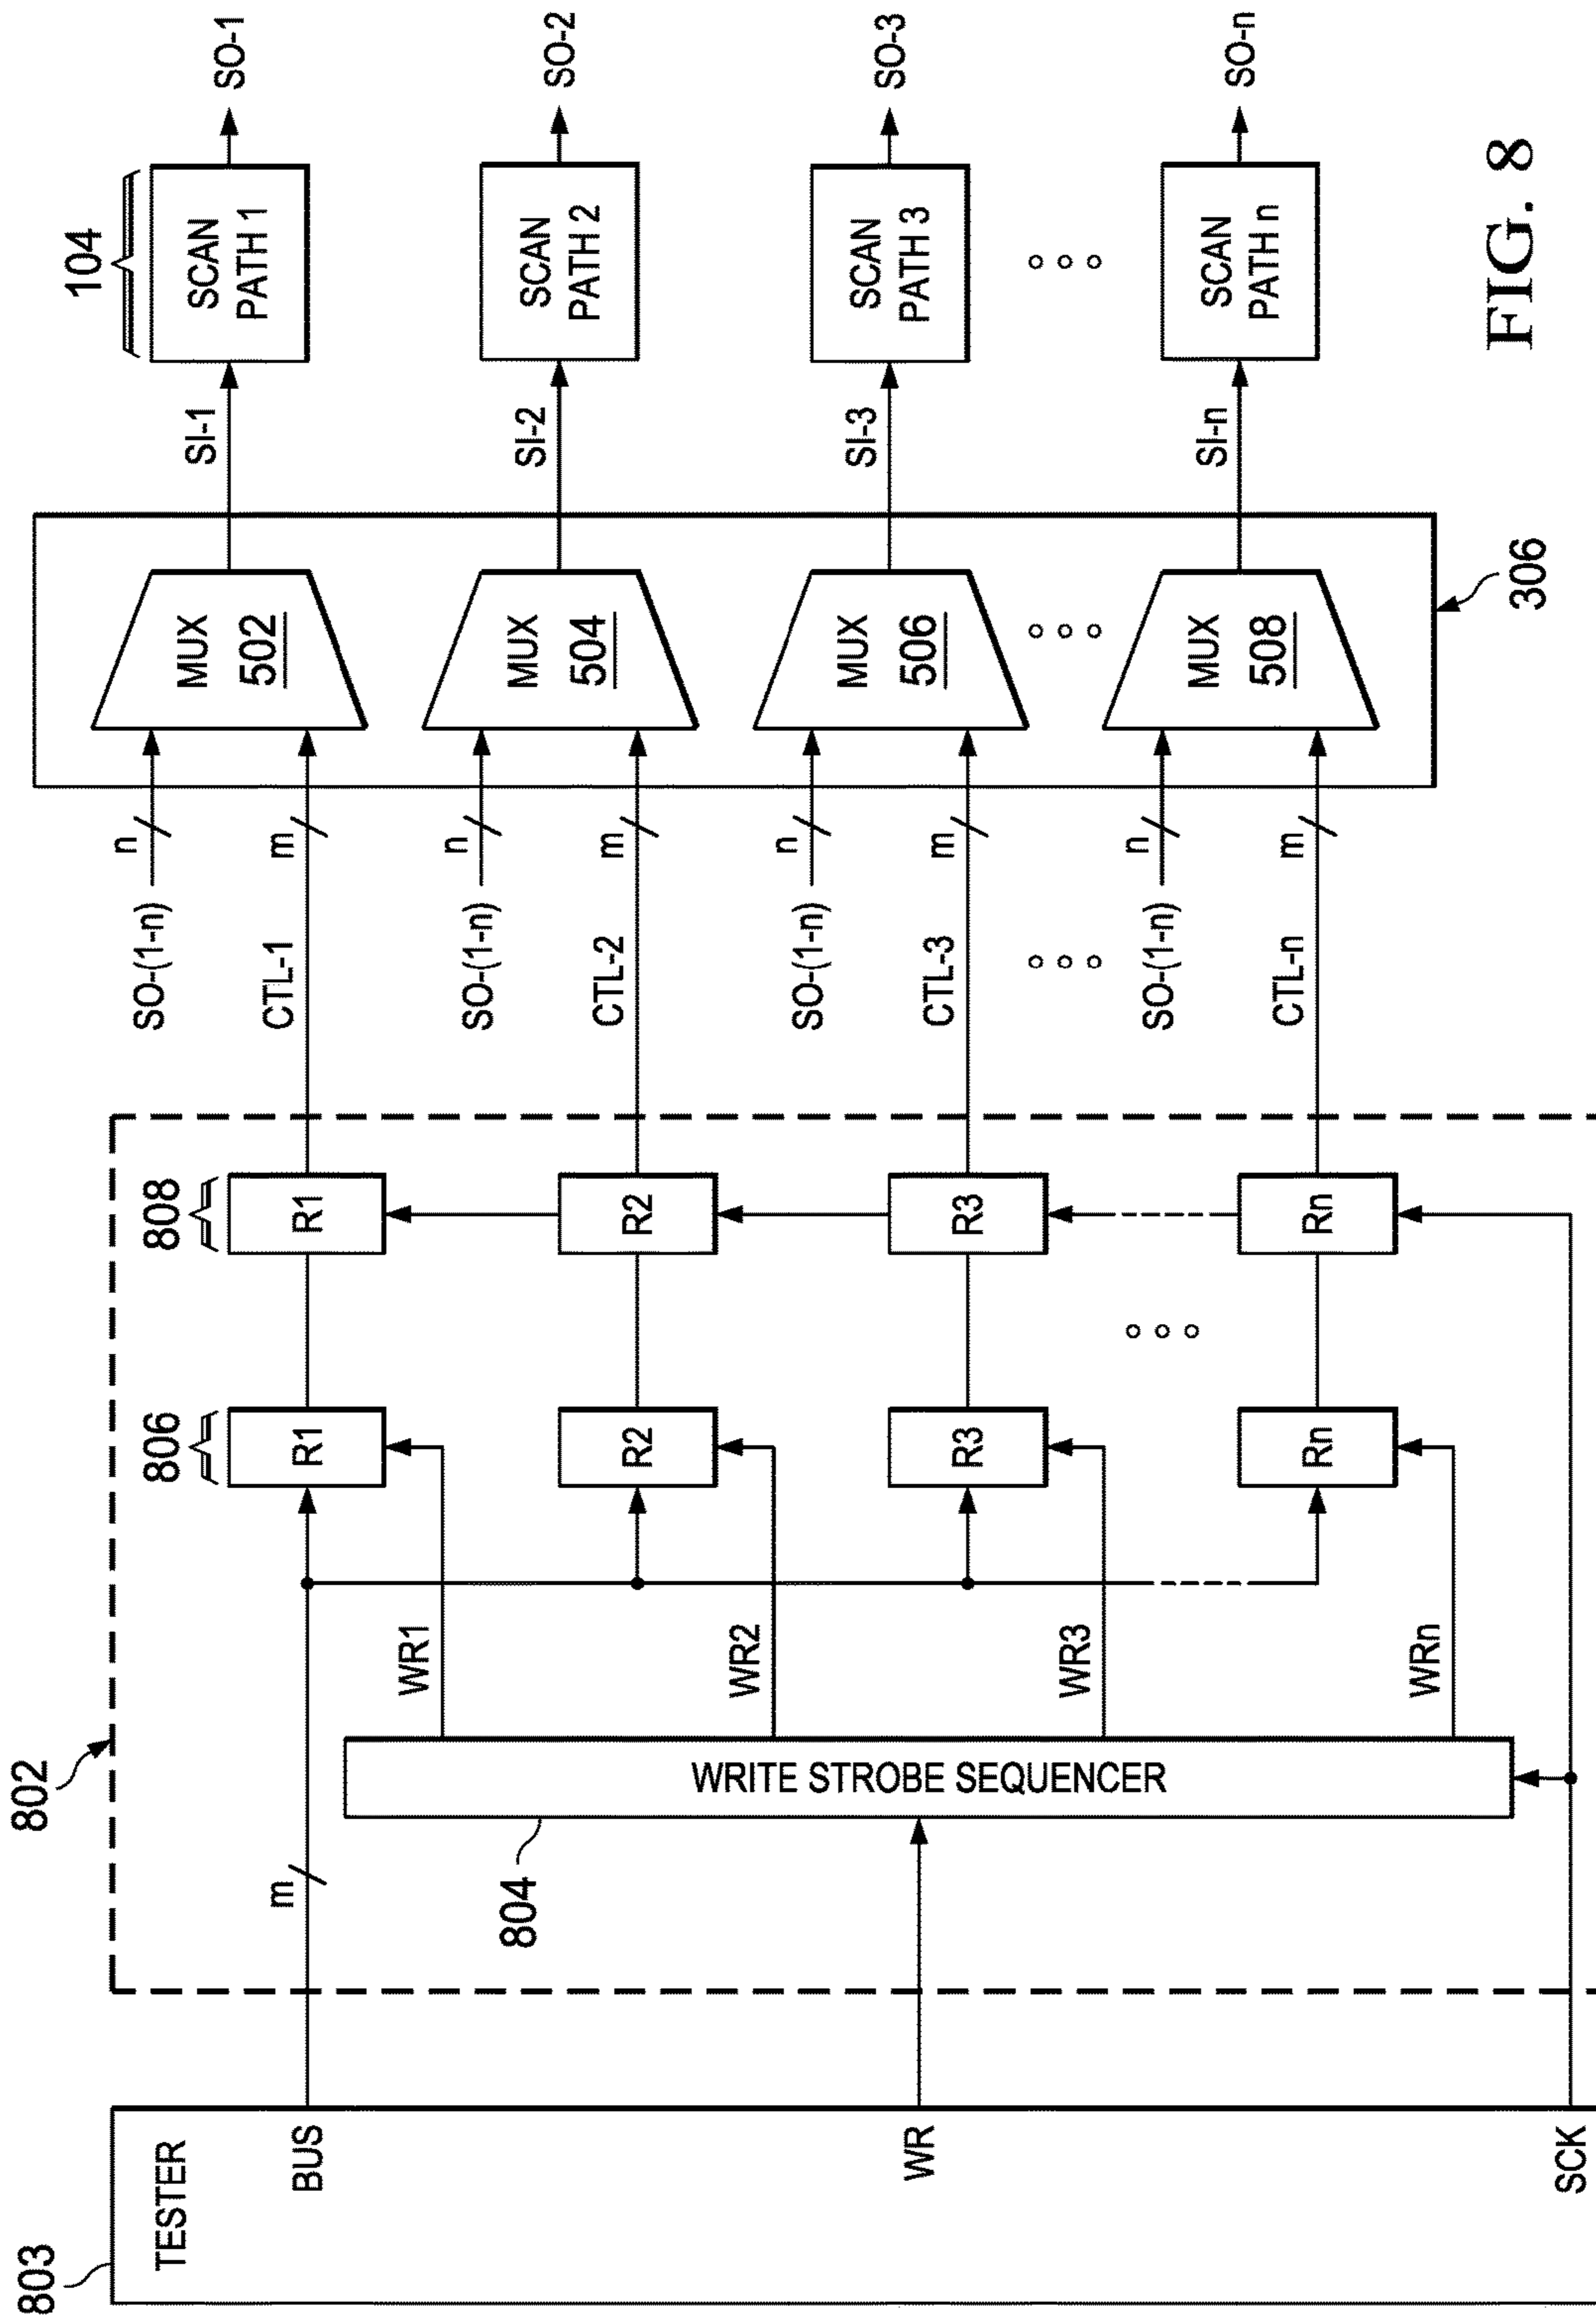 803
TESTER
BUS
WR
SCK
802
m
804
WRITE STROBE SEQUENCER
WR1
WR2
WR3
WRn
806
R1
R2
R3
Rn
808
R1
R2
R3
Rn
SO-(1-n)
n
CTL-1
m
SO-(1-n)
n
CTL-2
m
SO-(1-n)
n
CTL-3
m
SO-(1-n)
n
CTL-n
m
MUX
502
MUX
504
MUX
506
MUX
508
306
SI-1
SI-2
SI-3
SI-n
104
SCAN
PATH 1
SCAN
PATH 2
SCAN
PATH 3
SCAN
PATH n
SO-1
SO-2
SO-3
SO-n
FIG. 8